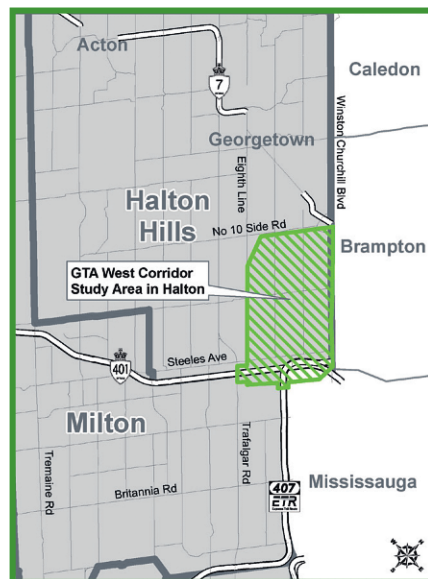 Acton
Caledon
7
Georgetown
Winston Churchill Blvd
Eighth Line
Halton
Hills
No 10 Side Rd
Brampton
GTA West Corridor
Study Area in Halton
Steeles Ave
401
Milton
Tremaine Rd
Trafalgar Rd
Britannia Rd
407
ETR
Mississauga